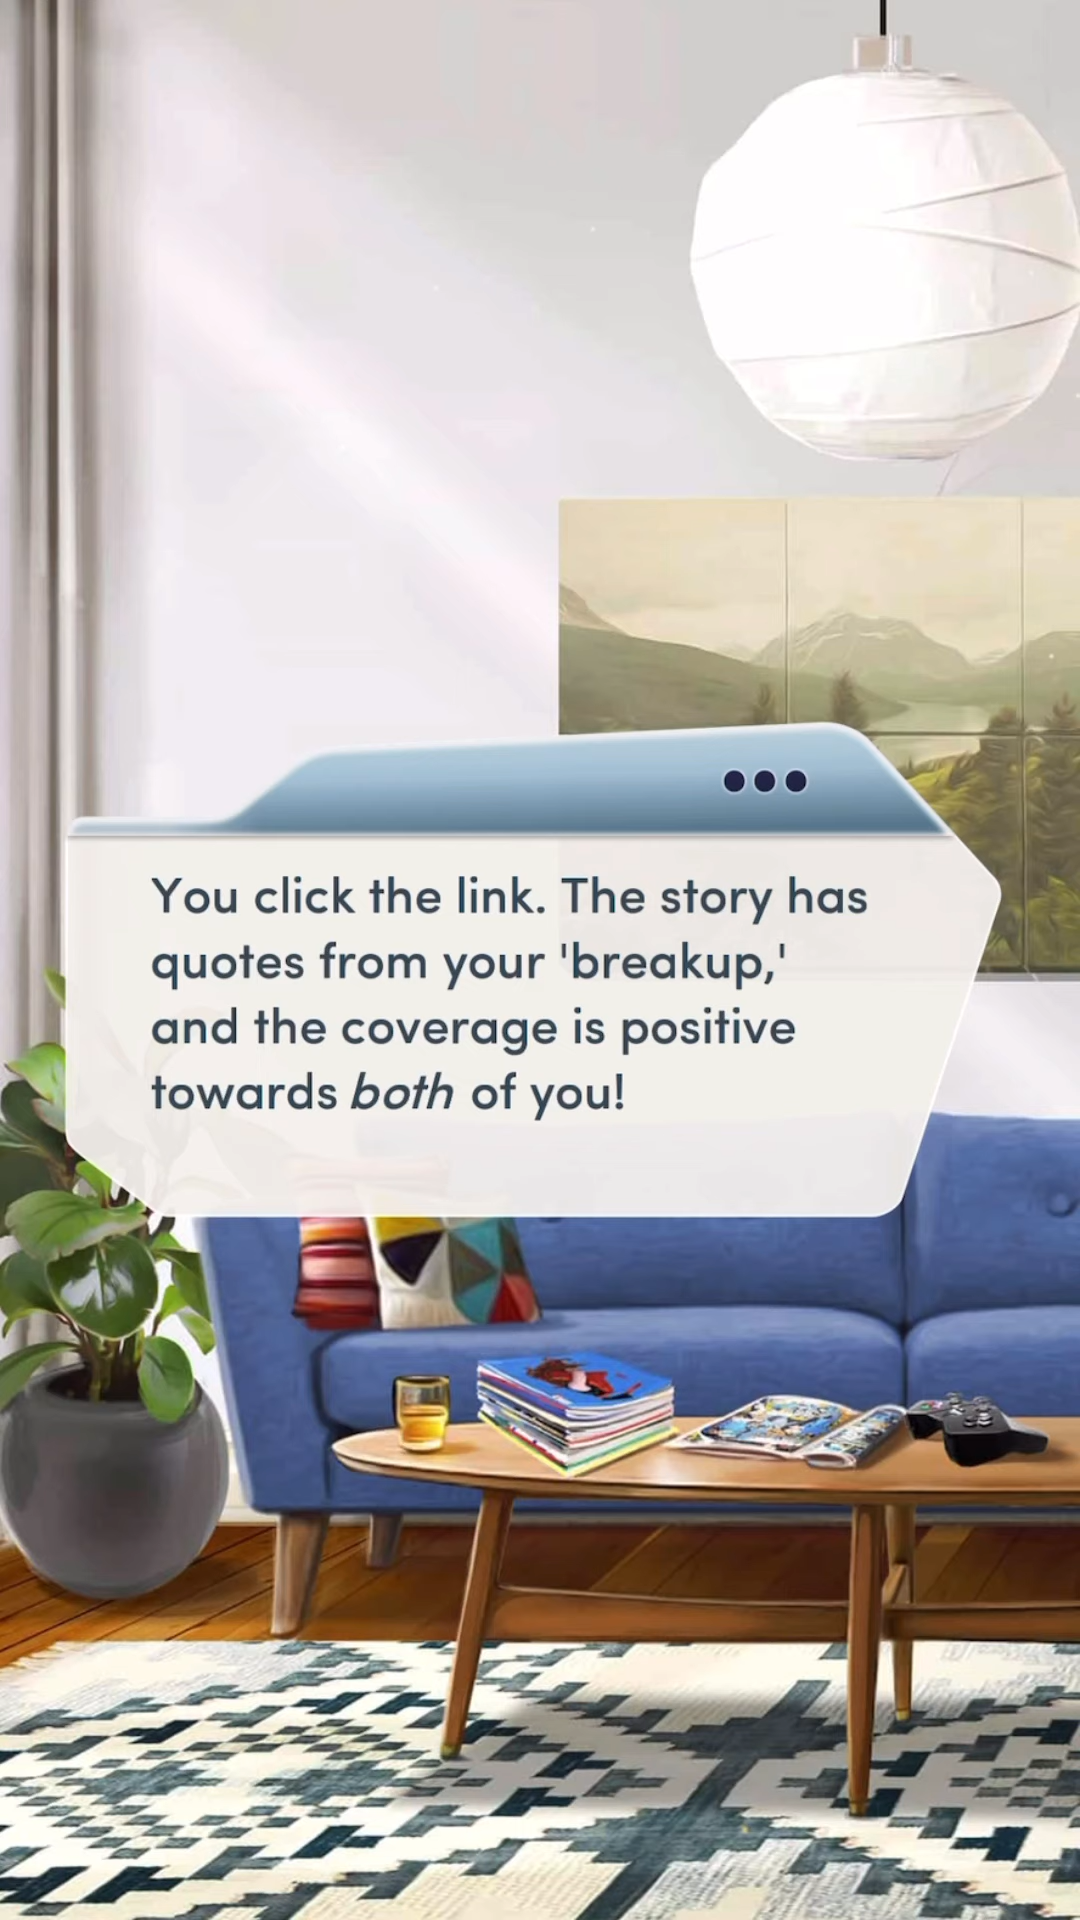 You click the link. The story has
quotes from your 'breakup,'
and the coverage is positive
towards both of you!